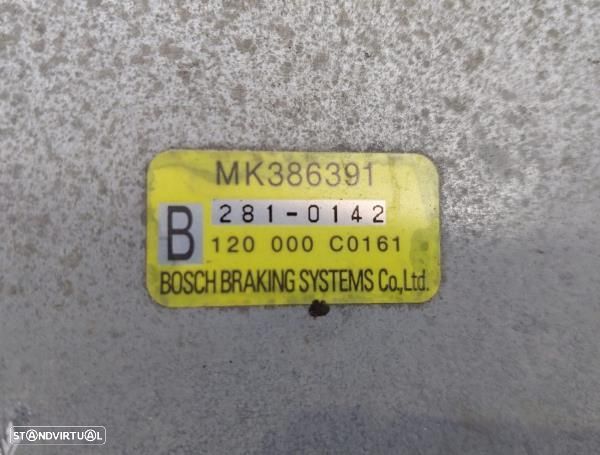 MK386391
B 281-0142
120 000 C0161
BOSCH BRAKING SYSTEMS Co.,Ltd.
STANDVIRTUAL